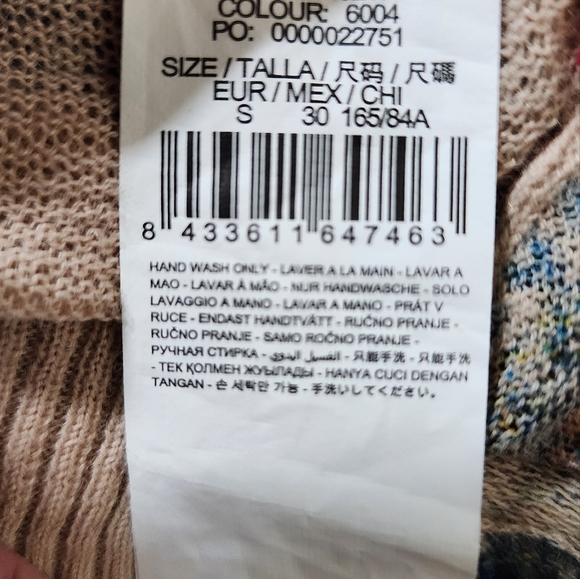 COLOUR: 6004
PO: 0000022751
SIZE / TALLA / 尺码 / 尺碼
EUR / MEX / CHI
S 30 165/84A
8 433611 647463
HAND WASH ONLY - LAVER A LA MAIN - LAVAR A
MAO - LAVAR À MÃO - NUR HANDWÄSCHE - SOLO
LAVAGGIO A MANO - LAVAR A MANO - PRÁT V
RUCE - ENDAST HANDTVÄTT - RUČNO PRANJE -
RUČNO PRANJE - SAMO ROČNO PRANJE -
РУЧНАЯ СТИРКА - الغسيل اليدوي - 只能手洗 - 只能手洗
- ТЕК ҚОЛМЕН ЖУЫЛАДЫ - HANYA CUCI DENGAN
TANGAN - 손 세탁만 가능 - 手洗いしてください。